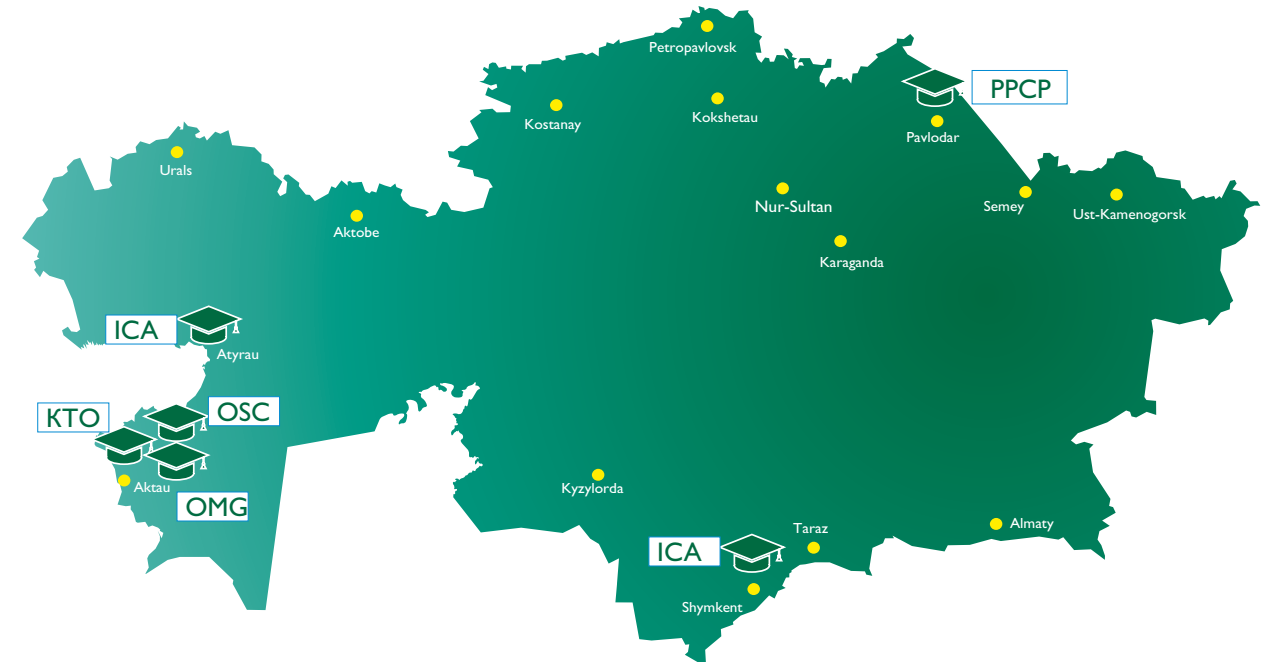 Petropavlovsk
PPCP
Kostanay
Kokshetau
Pavlodar
Urals
Nur-Sultan
Semey
Ust-Kamenogorsk
Aktobe
Karaganda
ICA
Atyrau
KTO
OSC
Aktau
OMG
Kyzylorda
Taraz
Almaty
ICA
Shymkent